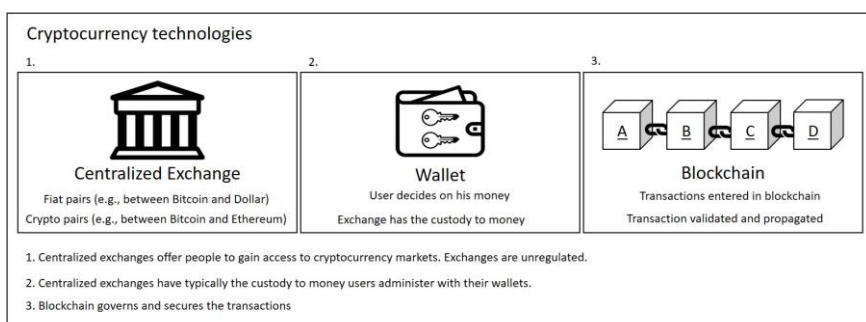 Cryptocurrency technologies
1.
2.
3.
A B C D
Centralized Exchange
Fiat pairs (e.g., between Bitcoin and Dollar)
Crypto pairs (e.g., between Bitcoin and Ethereum)
Wallet
User decides on his money
Exchange has the custody to money
Blockchain
Transactions entered in blockchain
Transaction validated and propagated
1. Centralized exchanges offer people to gain access to cryptocurrency markets. Exchanges are unregulated.
2. Centralized exchanges have typically the custody to money users administer with their wallets.
3. Blockchain governs and secures the transactions